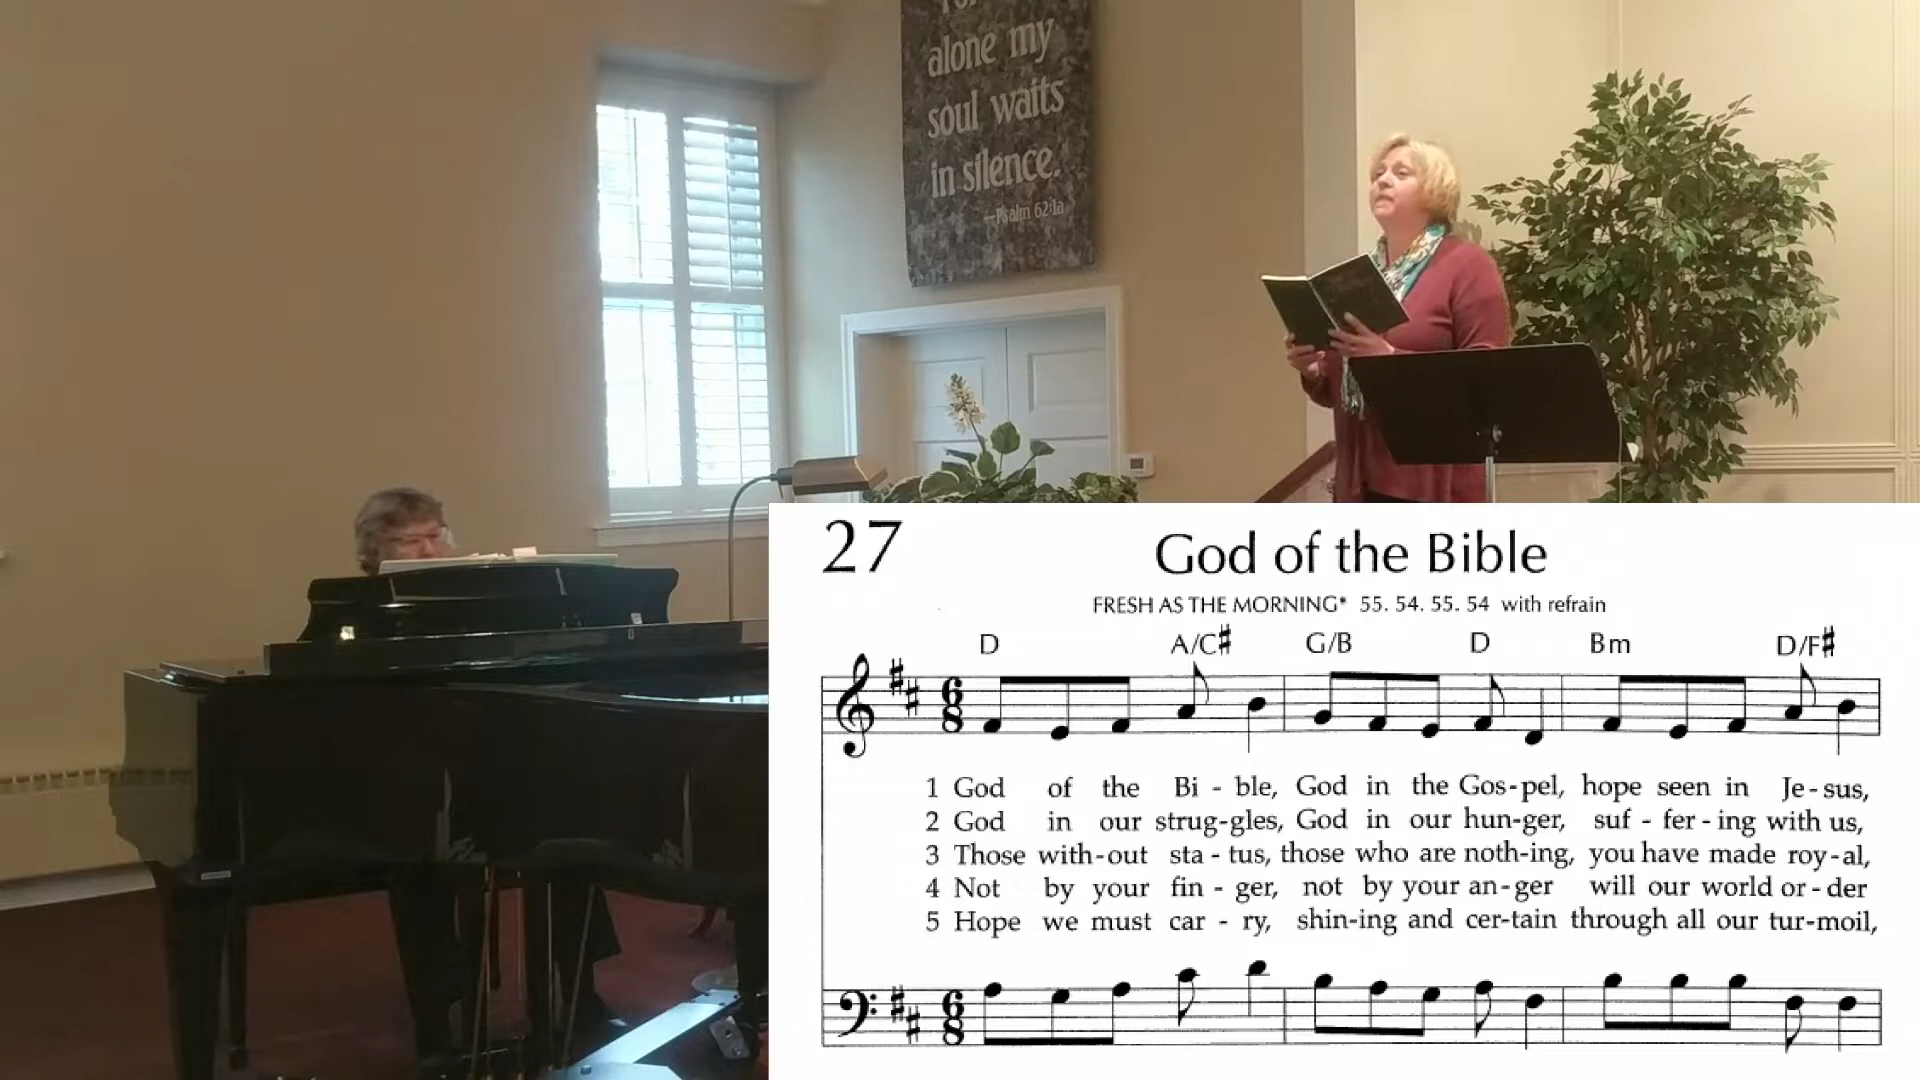 alone my
soul waits
in silence.
—Psalm 62:1a
27
God of the Bible
FRESH AS THE MORNING* 55. 54. 55. 54 with refrain
D A/C♯ G/B D Bm D/F♯
6
8
1 God of the Bi - ble, God in the Gos-pel, hope seen in Je-sus,
2 God in our strug-gles, God in our hun-ger, suf - fer - ing with us,
3 Those with-out sta - tus, those who are noth-ing, you have made roy-al,
4 Not by your fin - ger, not by your an-ger will our world or-der
5 Hope we must car - ry, shin-ing and cer-tain through all our tur-moil,
6
8